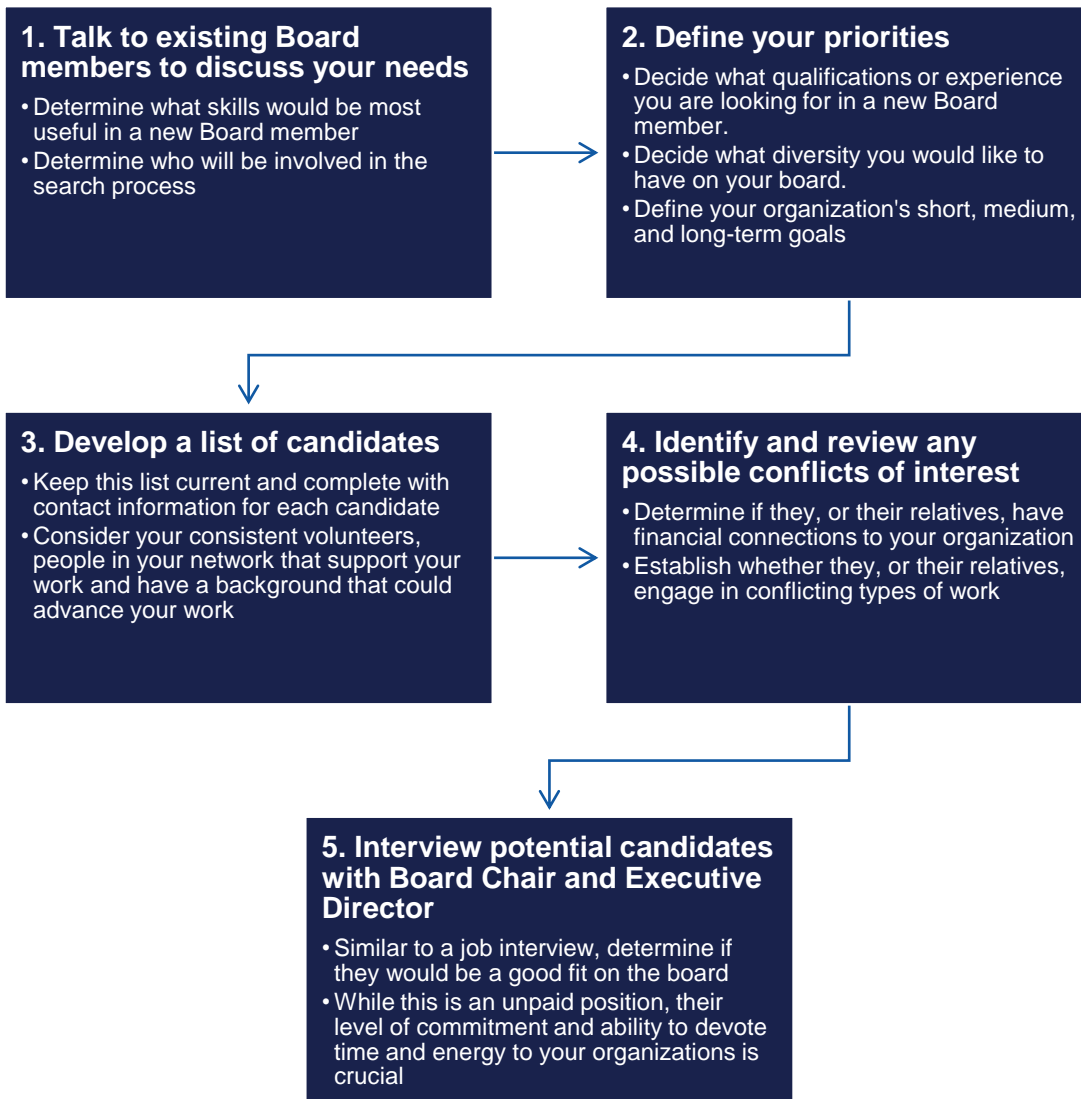 1. Talk to existing Board
members to discuss your needs
• Determine what skills would be most
useful in a new Board member
• Determine who will be involved in the
search process
2. Define your priorities
• Decide what qualifications or experience
you are looking for in a new Board
member.
• Decide what diversity you would like to
have on your board.
• Define your organization's short, medium,
and long-term goals
3. Develop a list of candidates
• Keep this list current and complete with
contact information for each candidate
• Consider your consistent volunteers,
people in your network that support your
work and have a background that could
advance your work
4. Identify and review any
possible conflicts of interest
• Determine if they, or their relatives, have
financial connections to your organization
• Establish whether they, or their relatives,
engage in conflicting types of work
5. Interview potential candidates
with Board Chair and Executive
Director
• Similar to a job interview, determine if
they would be a good fit on the board
• While this is an unpaid position, their
level of commitment and ability to devote
time and energy to your organizations is
crucial